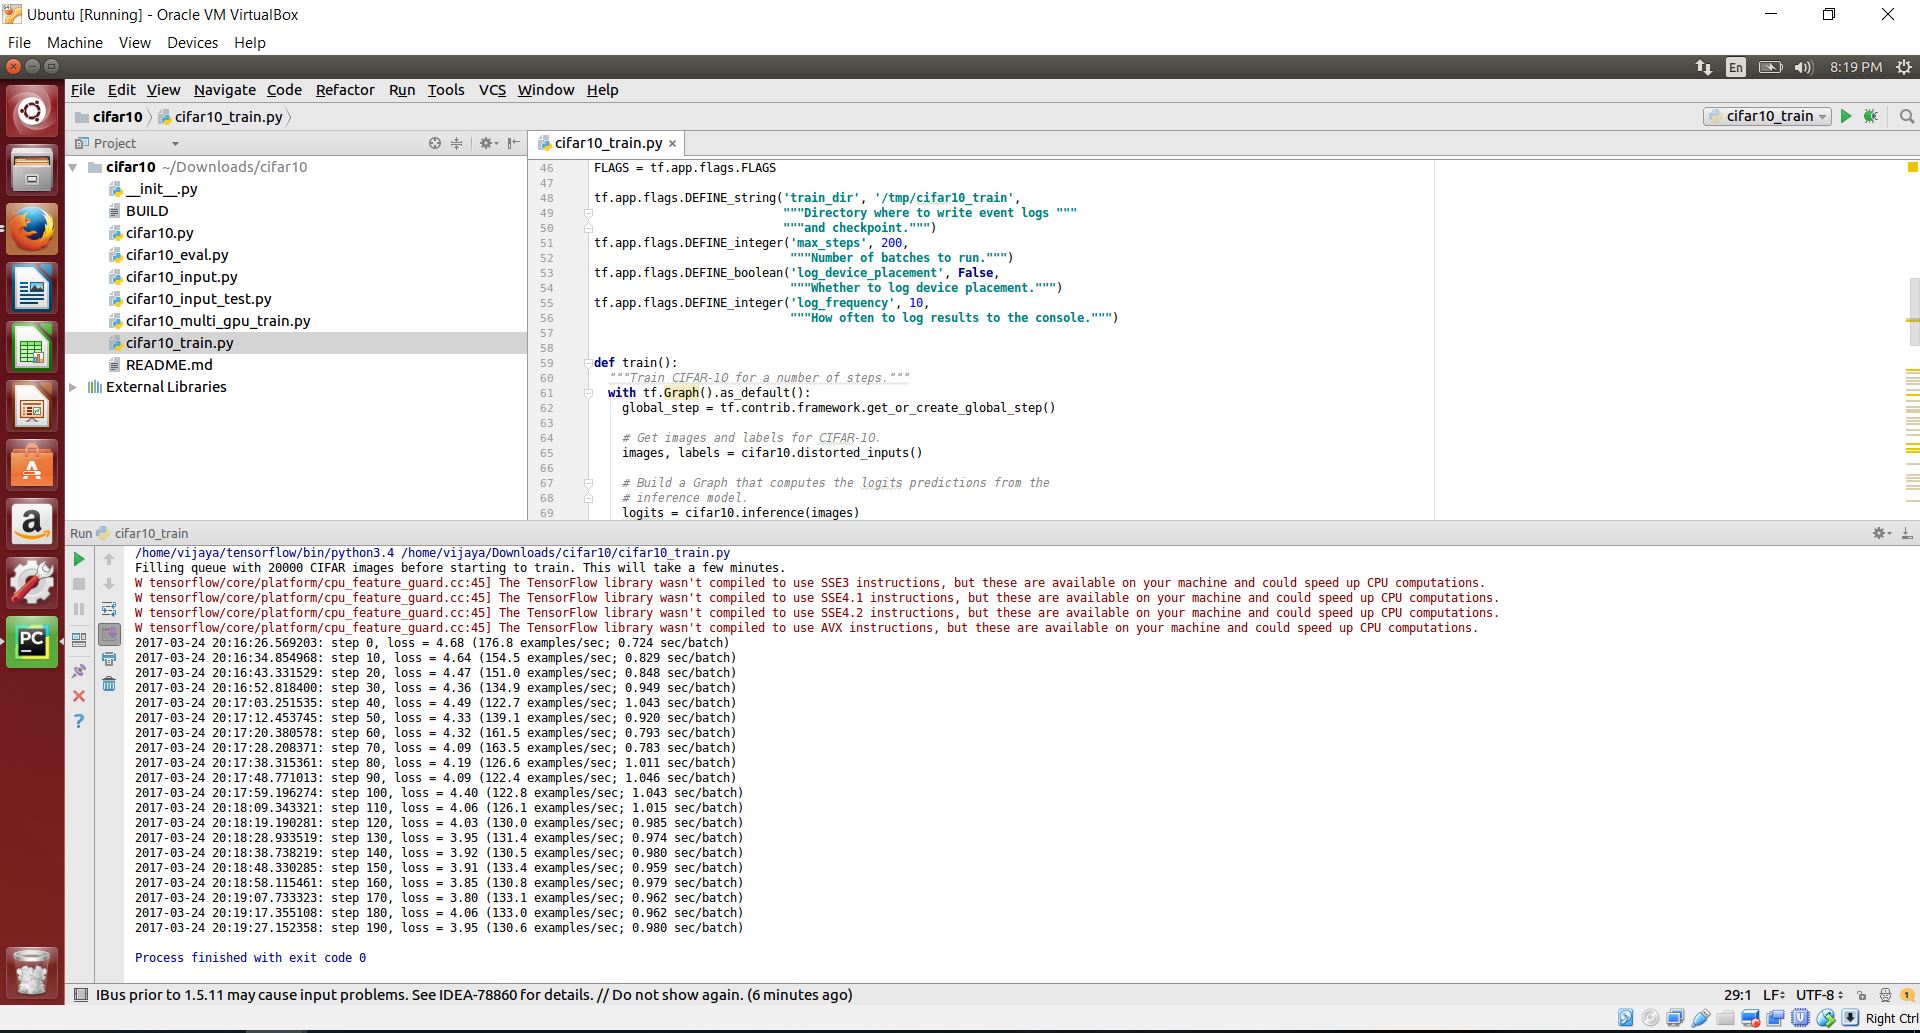 Ubuntu [Running] - Oracle VM VirtualBox
File Machine View Devices Help
En 8:19 PM
File Edit View Navigate Code Refactor Run Tools VCS Window Help
cifar10 cifar10_train.py
cifar10_train
Project
cifar10_train.py
cifar10 ~/Downloads/cifar10
__init__.py
BUILD
cifar10.py
cifar10_eval.py
cifar10_input.py
cifar10_input_test.py
cifar10_multi_gpu_train.py
cifar10_train.py
README.md
External Libraries
46 FLAGS = tf.app.flags.FLAGS
47
48 tf.app.flags.DEFINE_string('train_dir', '/tmp/cifar10_train',
49 """Directory where to write event logs """
50 """and checkpoint.""")
51 tf.app.flags.DEFINE_integer('max_steps', 200,
52 """Number of batches to run.""")
53 tf.app.flags.DEFINE_boolean('log_device_placement', False,
54 """Whether to log device placement.""")
55 tf.app.flags.DEFINE_integer('log_frequency', 10,
56 """How often to log results to the console.""")
57
58
59 def train():
60 """Train CIFAR-10 for a number of steps."""
61 with tf.Graph().as_default():
62 global_step = tf.contrib.framework.get_or_create_global_step()
63
64 # Get images and labels for CIFAR-10.
65 images, labels = cifar10.distorted_inputs()
66
67 # Build a Graph that computes the logits predictions from the
68 # inference model.
69 logits = cifar10.inference(images)
Run cifar10_train
/home/vijaya/tensorflow/bin/python3.4 /home/vijaya/Downloads/cifar10/cifar10_train.py
Filling queue with 20000 CIFAR images before starting to train. This will take a few minutes.
W tensorflow/core/platform/cpu_feature_guard.cc:45] The TensorFlow library wasn't compiled to use SSE3 instructions, but these are available on your machine and could speed up CPU computations.
W tensorflow/core/platform/cpu_feature_guard.cc:45] The TensorFlow library wasn't compiled to use SSE4.1 instructions, but these are available on your machine and could speed up CPU computations.
W tensorflow/core/platform/cpu_feature_guard.cc:45] The TensorFlow library wasn't compiled to use SSE4.2 instructions, but these are available on your machine and could speed up CPU computations.
W tensorflow/core/platform/cpu_feature_guard.cc:45] The TensorFlow library wasn't compiled to use AVX instructions, but these are available on your machine and could speed up CPU computations.
2017-03-24 20:16:26.569203: step 0, loss = 4.68 (176.8 examples/sec; 0.724 sec/batch)
2017-03-24 20:16:34.854968: step 10, loss = 4.64 (154.5 examples/sec; 0.829 sec/batch)
2017-03-24 20:16:43.331529: step 20, loss = 4.47 (151.0 examples/sec; 0.848 sec/batch)
2017-03-24 20:16:52.818400: step 30, loss = 4.36 (134.9 examples/sec; 0.949 sec/batch)
2017-03-24 20:17:03.251535: step 40, loss = 4.49 (122.7 examples/sec; 1.043 sec/batch)
2017-03-24 20:17:12.453745: step 50, loss = 4.33 (139.1 examples/sec; 0.920 sec/batch)
2017-03-24 20:17:20.380578: step 60, loss = 4.32 (161.5 examples/sec; 0.793 sec/batch)
2017-03-24 20:17:28.208371: step 70, loss = 4.09 (163.5 examples/sec; 0.783 sec/batch)
2017-03-24 20:17:38.315361: step 80, loss = 4.19 (126.6 examples/sec; 1.011 sec/batch)
2017-03-24 20:17:48.771013: step 90, loss = 4.09 (122.4 examples/sec; 1.046 sec/batch)
2017-03-24 20:17:59.196274: step 100, loss = 4.40 (122.8 examples/sec; 1.043 sec/batch)
2017-03-24 20:18:09.343321: step 110, loss = 4.06 (126.1 examples/sec; 1.015 sec/batch)
2017-03-24 20:18:19.190281: step 120, loss = 4.03 (130.0 examples/sec; 0.985 sec/batch)
2017-03-24 20:18:28.933519: step 130, loss = 3.95 (131.4 examples/sec; 0.974 sec/batch)
2017-03-24 20:18:38.738219: step 140, loss = 3.92 (130.5 examples/sec; 0.980 sec/batch)
2017-03-24 20:18:48.330285: step 150, loss = 3.91 (133.4 examples/sec; 0.959 sec/batch)
2017-03-24 20:18:58.115461: step 160, loss = 3.85 (130.8 examples/sec; 0.979 sec/batch)
2017-03-24 20:19:07.733323: step 170, loss = 3.80 (133.1 examples/sec; 0.962 sec/batch)
2017-03-24 20:19:17.355108: step 180, loss = 4.06 (133.0 examples/sec; 0.962 sec/batch)
2017-03-24 20:19:27.152358: step 190, loss = 3.95 (130.6 examples/sec; 0.980 sec/batch)
Process finished with exit code 0
IBus prior to 1.5.11 may cause input problems. See IDEA-78860 for details. // Do not show again. (6 minutes ago)
29:1 LF UTF-8 1
Right Ctrl